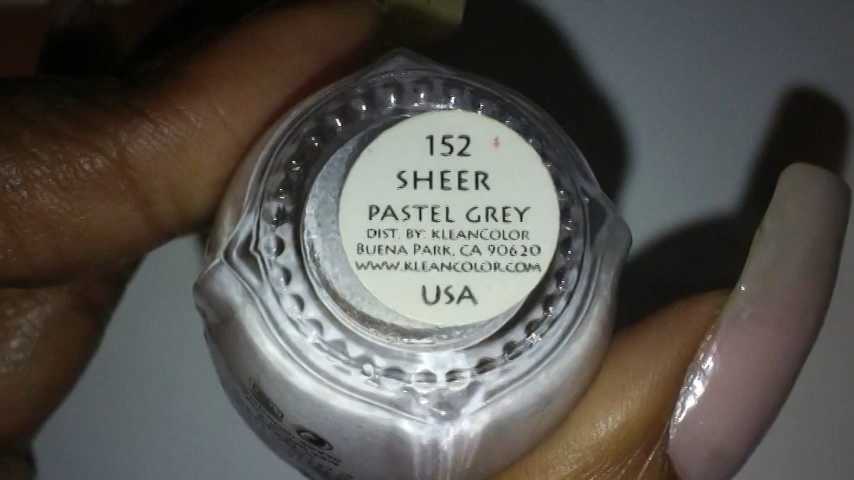 152
SHEER
PASTEL GREY
DIST. BY: KLEANCOLOR
BUENA PARK, CA 90620
WWW.KLEANCOLOR.COM
USA